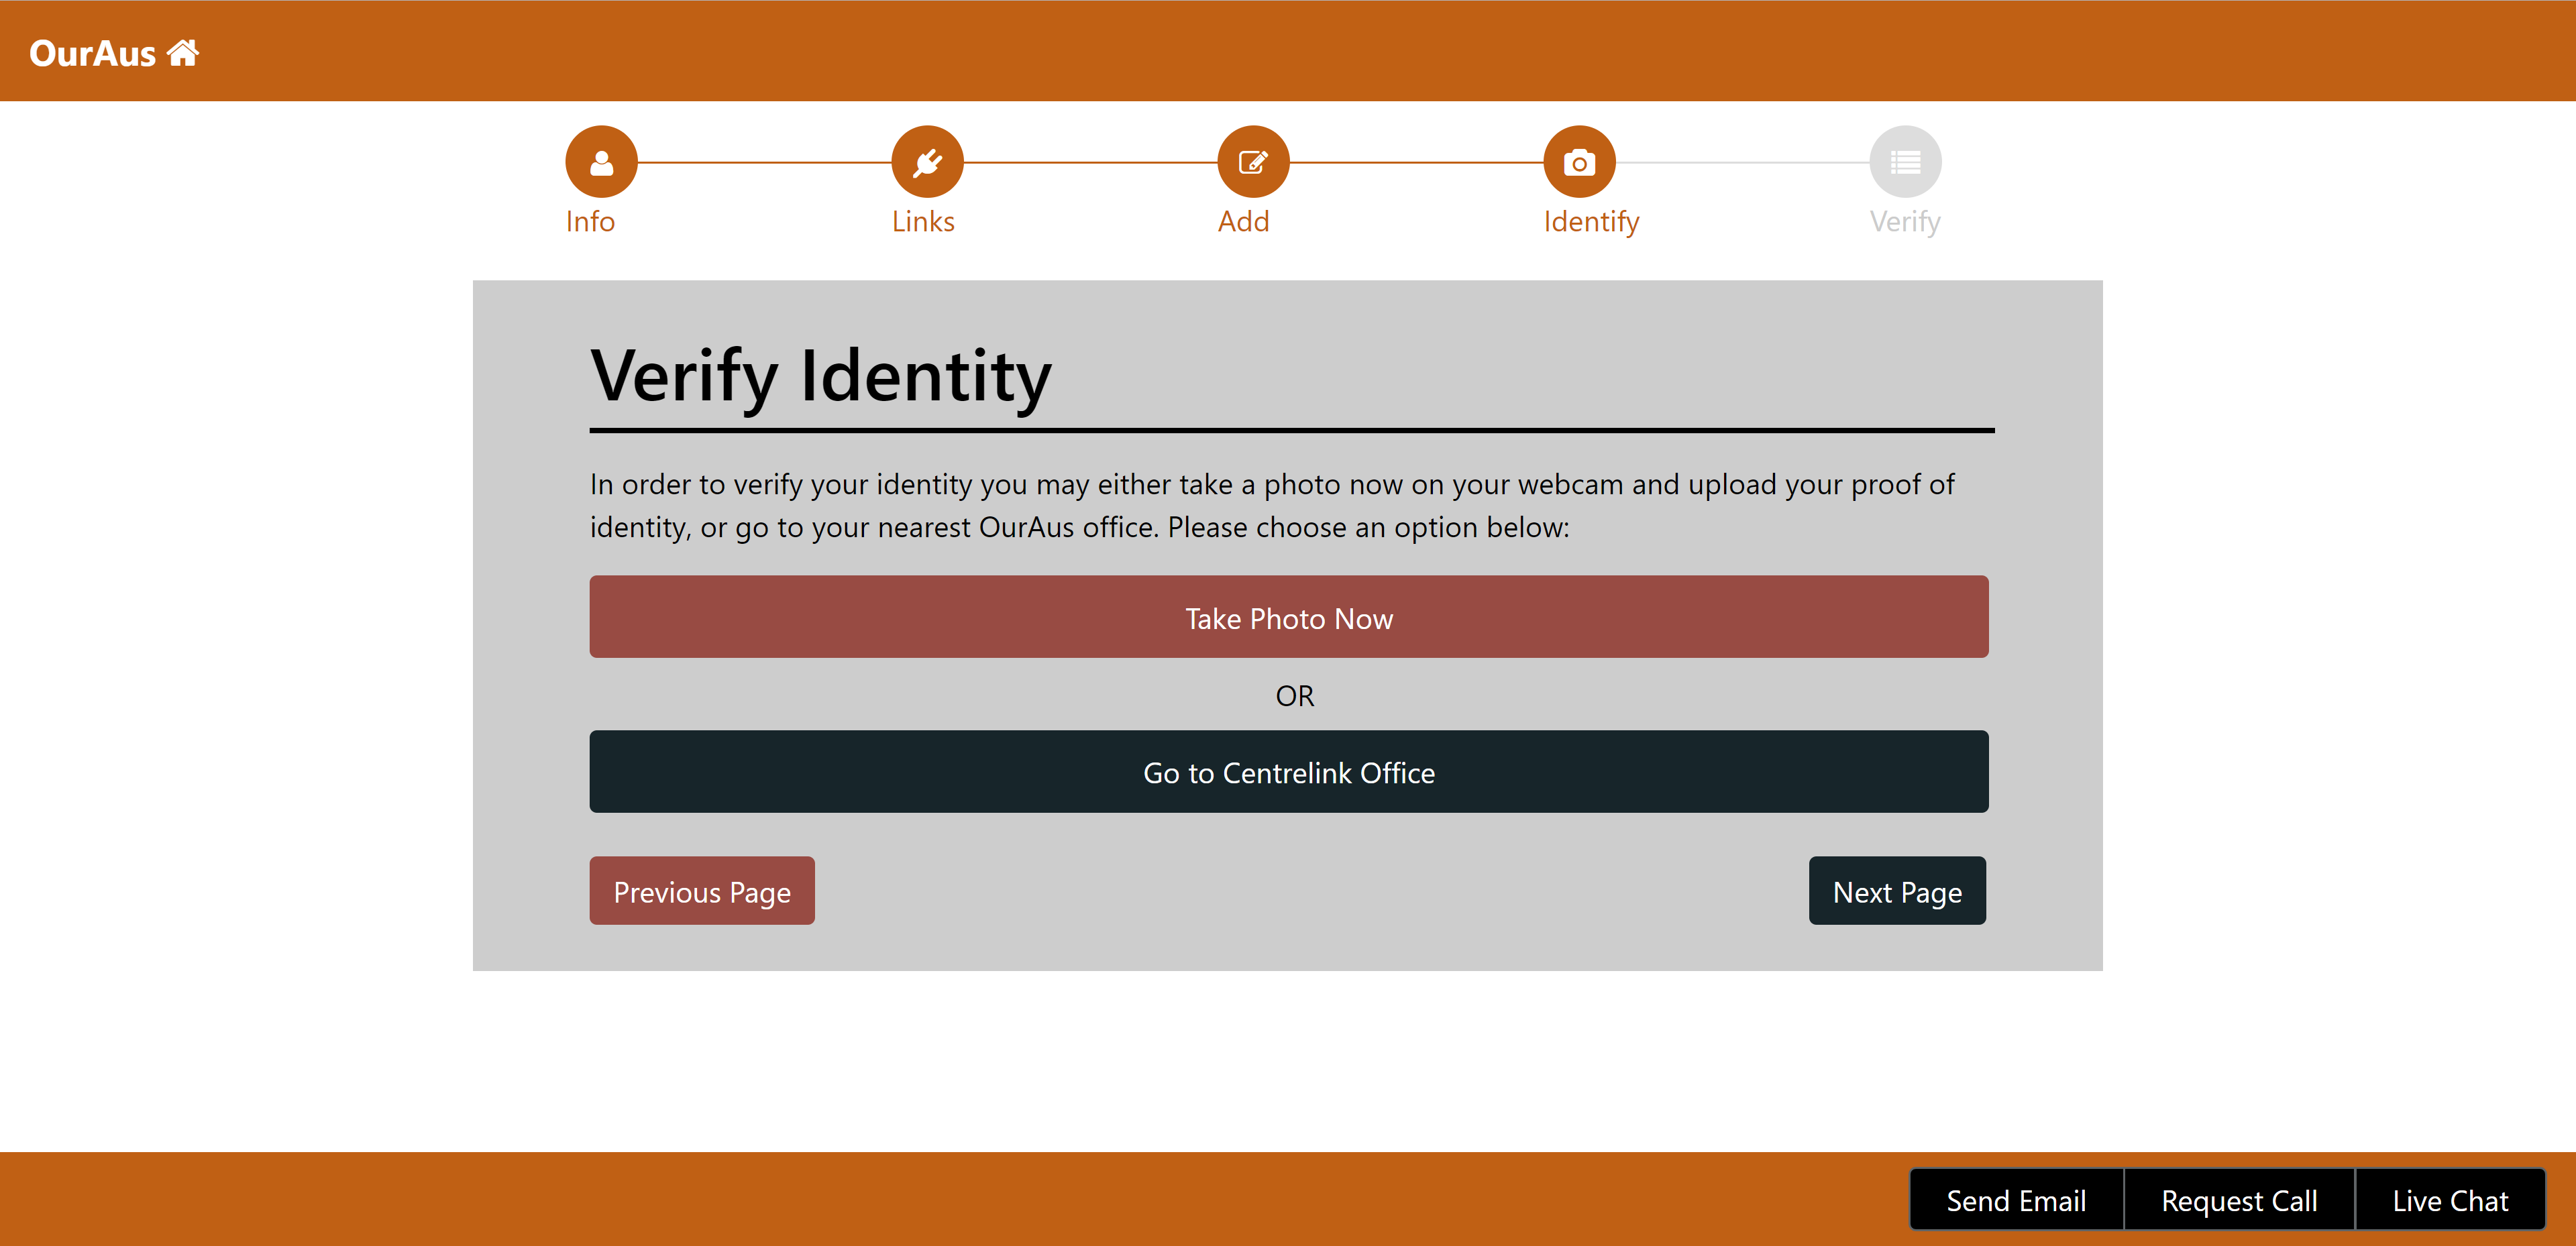 OurAus
Info
Links
Add
Identify
Verify
Verify Identity
In order to verify your identity you may either take a photo now on your webcam and upload your proof of
identity, or go to your nearest OurAus office. Please choose an option below:
Take Photo Now
OR
Go to Centrelink Office
Previous Page
Next Page
Send Email
Request Call
Live Chat